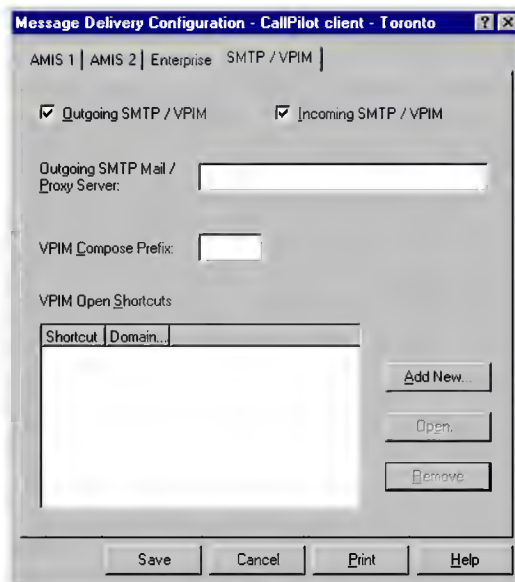 Message Delivery Configuration - CallPilot client - Toronto
AMIS 1 | AMIS 2 | Enterprise SMTP / VPIM
Outgoing SMTP / VPIM Incoming SMTP / VPIM
Outgoing SMTP Mail /
Proxy Server:
VPIM Compose Prefix:
VPIM Open Shortcuts
Shortcut Domain...
Add New...
Open.
Remove
Save Cancel Print Help